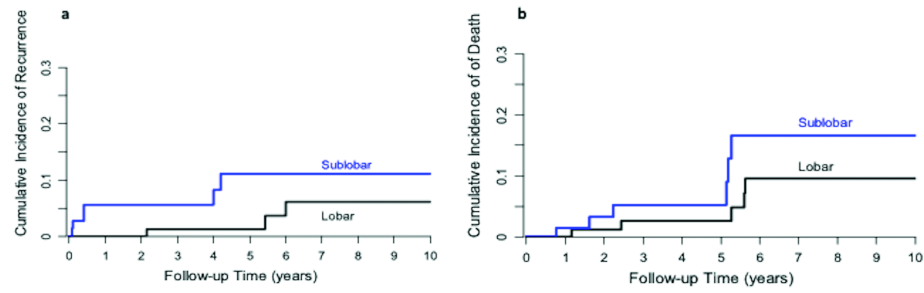 a
Cumulative Incidence of Recurrence
0 0.1 0.2 0.3
Sublobar
Lobar
0 1 2 3 4 5 6 7 8 9 10
Follow-up Time (years)
b
Cumulative Incidence of of Death
0 0.1 0.2 0.3
Sublobar
Lobar
0 1 2 3 4 5 6 7 8 9 10
Follow-up Time (years)